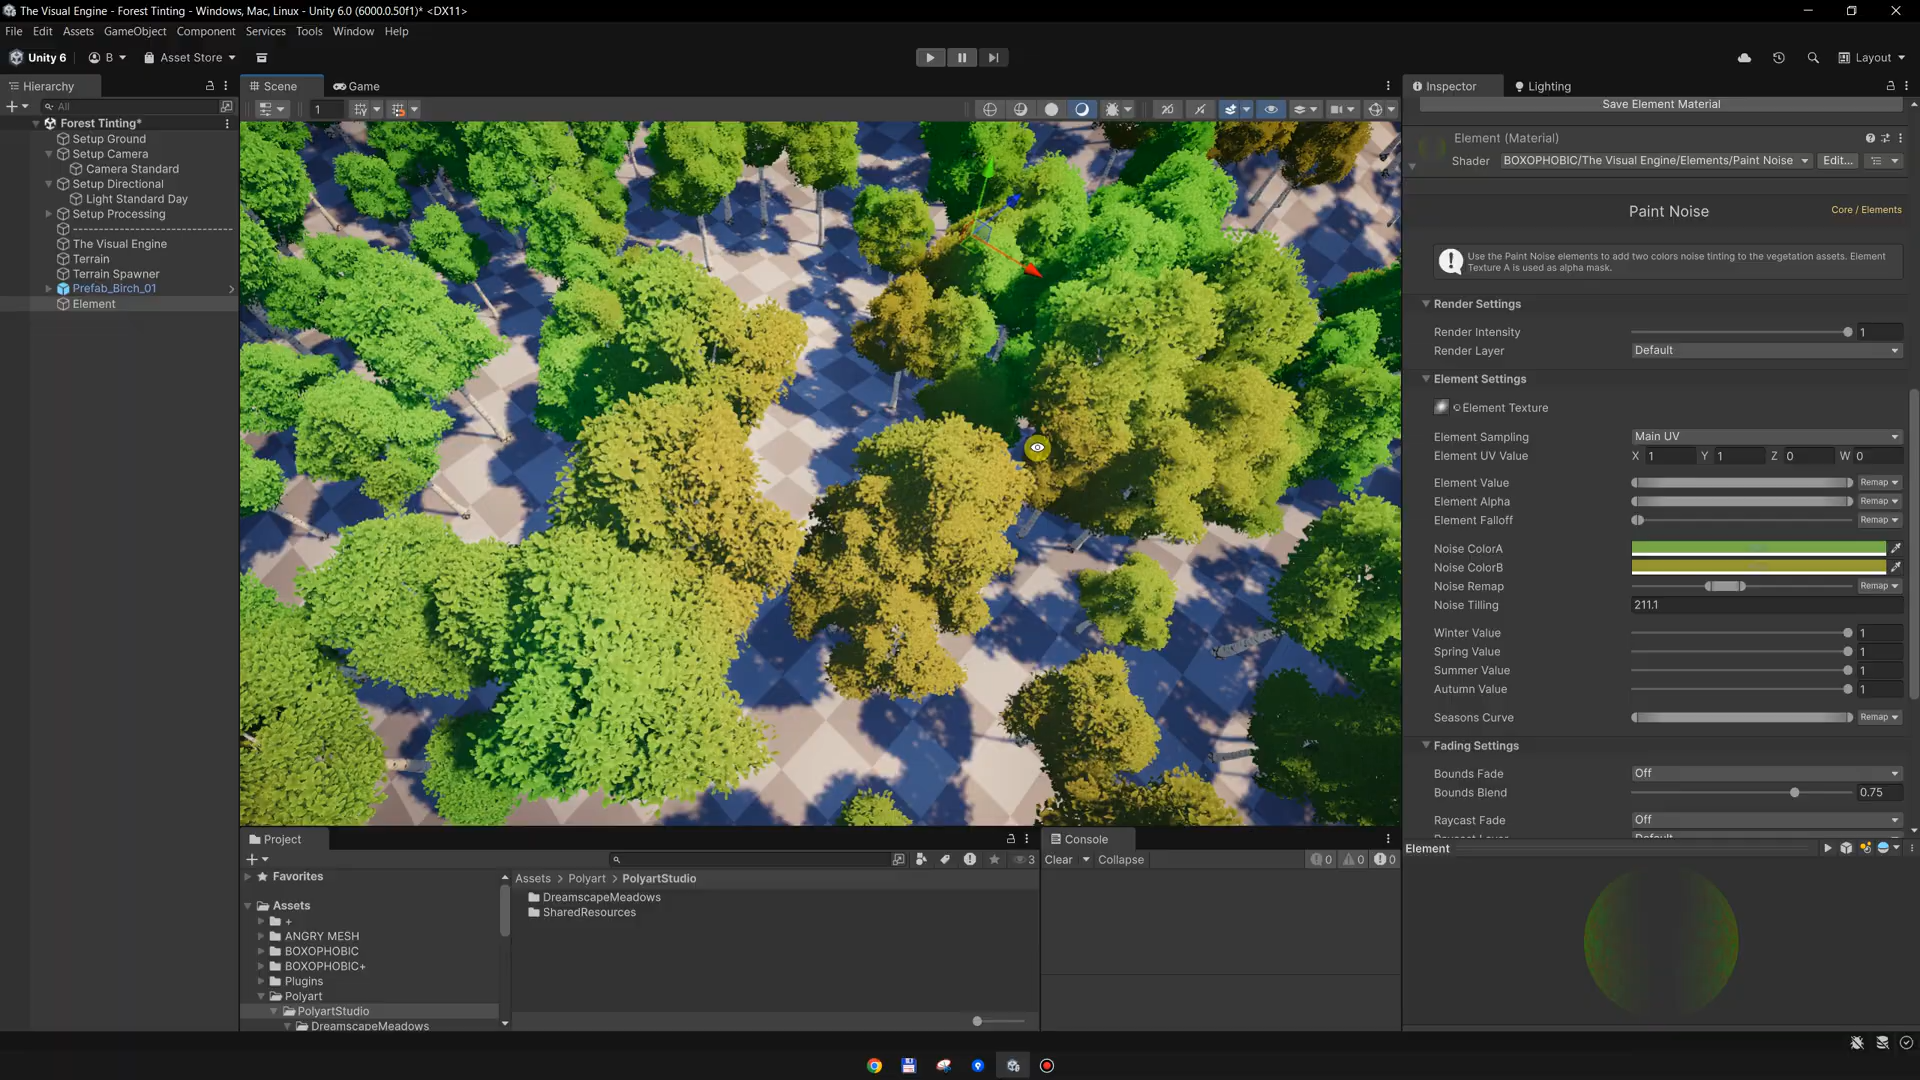 The Visual Engine - Forest Tinting - Windows, Mac, Linux - Unity 6.0 (6000.0.50f1)* <DX11>
File Edit Assets GameObject Component Services Tools Window Help
Unity 6 B Asset Store Layout
Hierarchy
All
Forest Tinting*
Setup Ground
Setup Camera
Camera Standard
Setup Directional
Light Standard Day
Setup Processing
--------------------------------
The Visual Engine
Terrain
Terrain Spawner
Prefab_Birch_01
Element
Scene Game
1
Inspector Lighting
Save Element Material
Element (Material)
Shader BOXOPHOBIC/The Visual Engine/Elements/Paint Noise Edit...
Paint Noise Core / Elements
Use the Paint Noise elements to add two colors noise tinting to the vegetation assets. Element
Texture A is used as alpha mask.
Render Settings
Render Intensity 1
Render Layer Default
Element Settings
Element Texture
Element Sampling Main UV
Element UV Value X 1 Y 1 Z 0 W 0
Element Value Remap
Element Alpha Remap
Element Falloff Remap
Noise ColorA
Noise ColorB
Noise Remap Remap
Noise Tilling 211.1
Winter Value 1
Spring Value 1
Summer Value 1
Autumn Value 1
Seasons Curve Remap
Fading Settings
Bounds Fade Off
Bounds Blend 0.75
Raycast Fade Off
Element
Project
3
Favorites
Assets
+
ANGRY MESH
BOXOPHOBIC
BOXOPHOBIC+
Plugins
Polyart
PolyartStudio
DreamscapeMeadows
Assets > Polyart > PolyartStudio
DreamscapeMeadows
SharedResources
Console
Clear Collapse 0 0 0